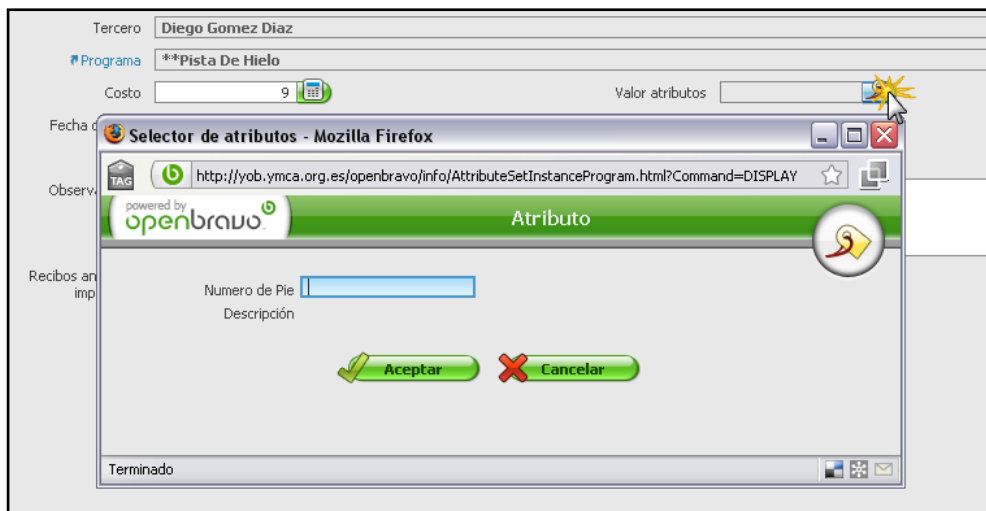 Tercero Diego Gomez Diaz
Programa **Pista De Hielo
Costo 9 Valor atributos
Fecha
Selector de atributos - Mozilla Firefox
TAG http://yob.ymca.org.es/openbravo/info/AttributeSetInstanceProgram.html?Command=DISPLAY
Observ
powered by
openbravo Atributo
Recibos an
imp
Numero de Pie
Descripción
Aceptar Cancelar
Terminado